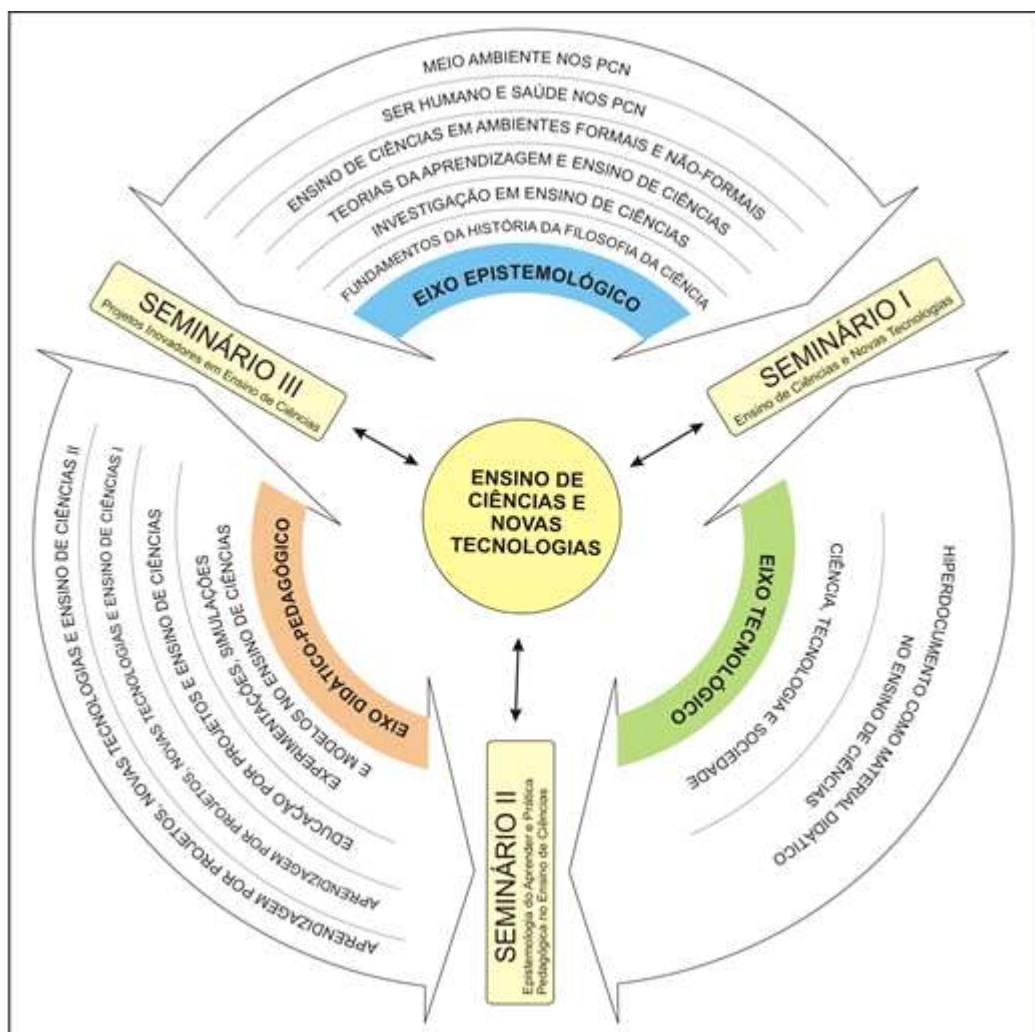 MEIO AMBIENTE NOS PCN
SER HUMANO E SAÚDE NOS PCN
ENSINO DE CIÊNCIAS EM AMBIENTES FORMAIS E NÃO-FORMAIS
TEORIAS DA APRENDIZAGEM E ENSINO DE CIÊNCIAS
INVESTIGAÇÃO EM ENSINO DE CIÊNCIAS
FUNDAMENTOS DA HISTÓRIA DA FILOSOFIA DA CIÊNCIA
EIXO EPISTEMOLÓGICO
SEMINÁRIO III
Projetos Inovadores em Ensino de Ciências
SEMINÁRIO I
Ensino de Ciências e Novas Tecnologias
ENSINO DE
CIÊNCIAS E
NOVAS
TECNOLOGIAS
EIXO DIDÁTICO-PEDAGÓGICO
EXPERIMENTAÇÕES, SIMULAÇÕES
E MODELOS NO ENSINO DE CIÊNCIAS
EDUCAÇÃO POR PROJETOS E ENSINO DE CIÊNCIAS
APRENDIZAGEM POR PROJETOS, NOVAS TECNOLOGIAS E ENSINO DE CIÊNCIAS I
APRENDIZAGEM POR PROJETOS, NOVAS TECNOLOGIAS E ENSINO DE CIÊNCIAS II
EIXO TECNOLÓGICO
CIÊNCIA, TECNOLOGIA E SOCIEDADE
HIPERDOCUMENTO COMO MATERIAL DIDÁTICO
NO ENSINO DE CIÊNCIAS
SEMINÁRIO II
Epistemologia do Aprender e Prática
Pedagógica no Ensino de Ciências